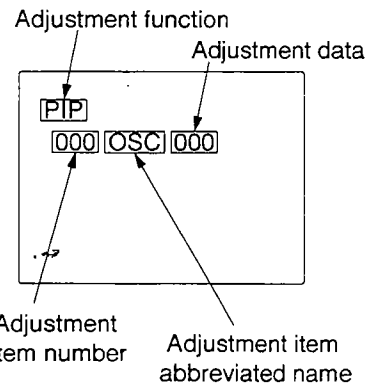 Adjustment function
Adjustment data
PIP
000 OSC 000
Adjustment
item number
Adjustment item
abbreviated name